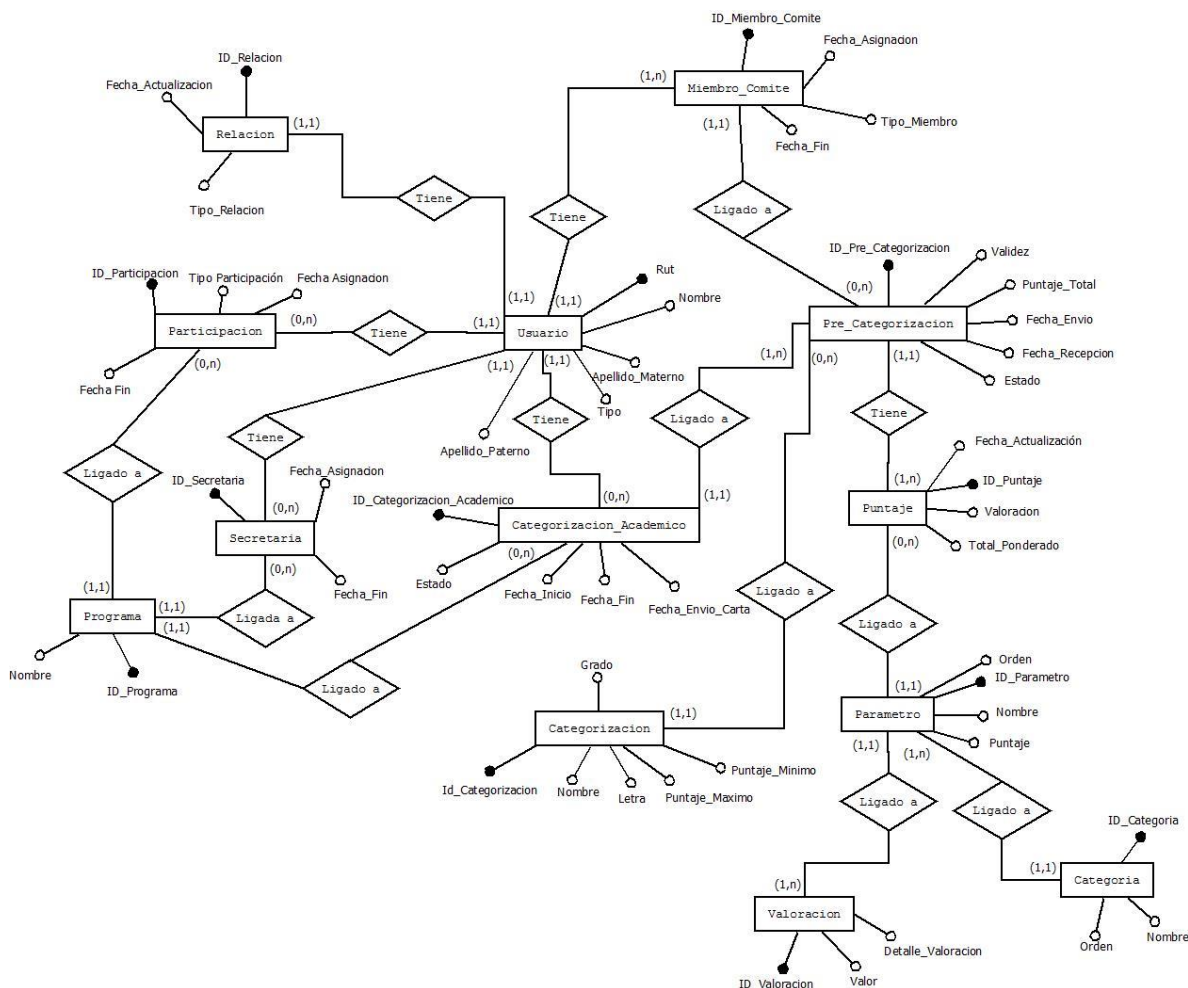 ID_Miembro_Comite
Fecha_Asignacion
ID_Relacion
Fecha_Actualizacion
(1,n)
Miembro_Comite
Tipo_Miembro
(1,1)
Relacion
(1,1)
Fecha_Fin
Tiene
Ligado a
Tipo_Relacion
Tiene
ID_Pre_Categorizacion
Validez
ID_Participacion
Tipo Participación
Fecha Asignacion
Rut
Puntaje_Total
(0,n)
Nombre
(1,1)
(1,1)
Participacion
(0,n)
Tiene
(1,1)
Usuario
Pre_Categorizacion
Fecha_Envio
(0,n)
(1,1)
(1,1)
(1,n)
(0,n)
(1,1)
Fecha_Recepcion
Fecha Fin
Apellido_Materno
Estado
Tipo
Tiene
Ligado a
Tiene
Tiene
Apellido_Paterno
Fecha_Actualización
Ligado a
ID_Secretaria
Fecha_Asignacion
ID_Puntaje
(1,n)
ID_Categorizacion_Academico
(0,n)
(0,n)
(1,1)
Puntaje
Valoracion
Categorizacion_Academico
Secretaria
(0,n)
Total_Ponderado
(0,n)
(0,n)
Estado
Fecha_Inicio
Fecha_Fin
Fecha_Envio_Carta
Fecha_Fin
Ligado a
(1,1)
Programa
(1,1)
(1,1)
Ligada a
Ligado a
Nombre
ID_Programa
Ligado a
Grado
Orden
ID_Parametro
(1,1)
Categorizacion
(1,1)
Parametro
Nombre
(1,1)
(1,n)
Puntaje
Id_Categorizacion
Nombre
Letra
Puntaje_Maximo
Puntaje_Minimo
Ligado a
Ligado a
ID_Categoria
(1,n)
(1,1)
Categoria
Valoracion
Detalle_Valoracion
Orden
Nombre
ID_Valoracion
Valor